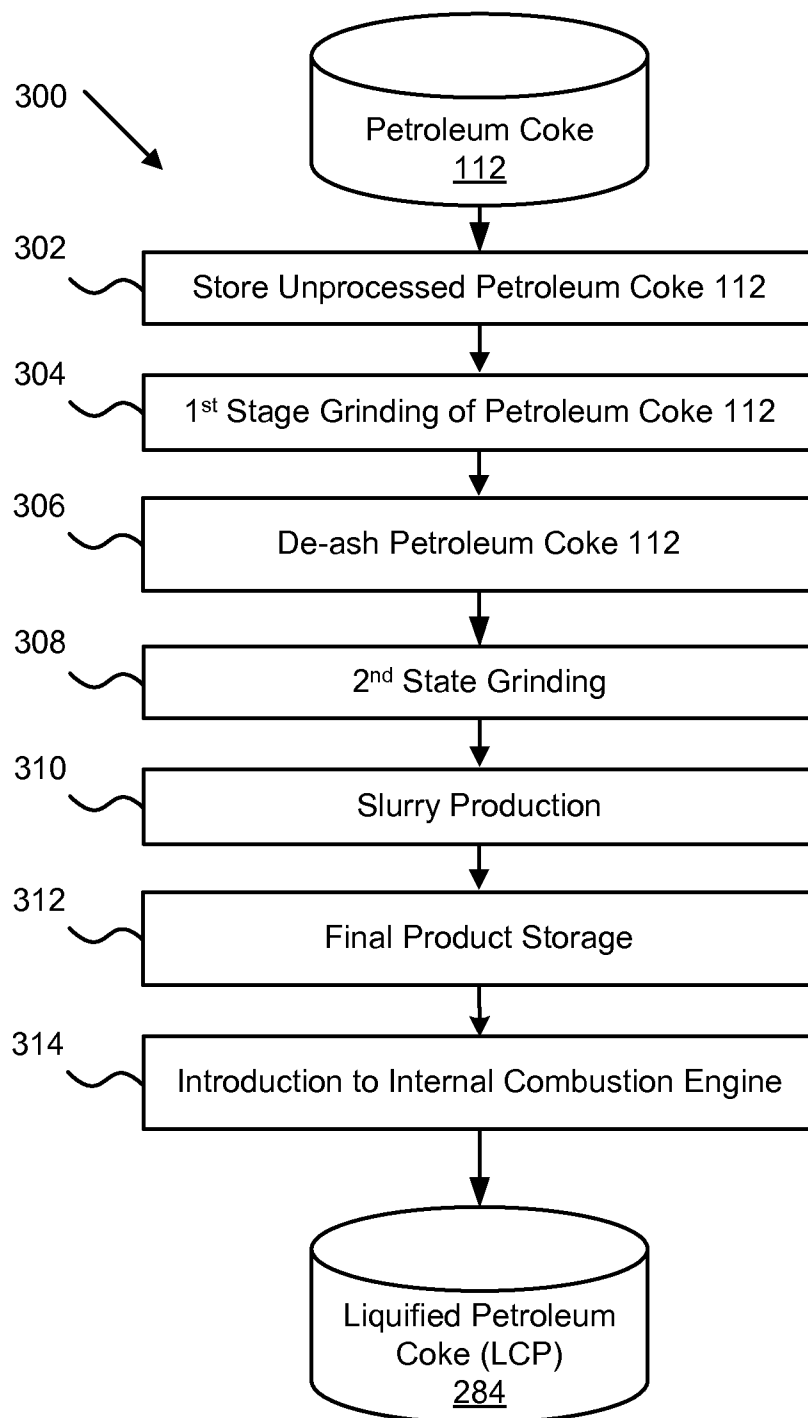 300
Petroleum Coke
112
302
Store Unprocessed Petroleum Coke 112
304
1st Stage Grinding of Petroleum Coke 112
306
De-ash Petroleum Coke 112
308
2nd State Grinding
310
Slurry Production
312
Final Product Storage
314
Introduction to Internal Combustion Engine
Liquified Petroleum
Coke (LCP)
284